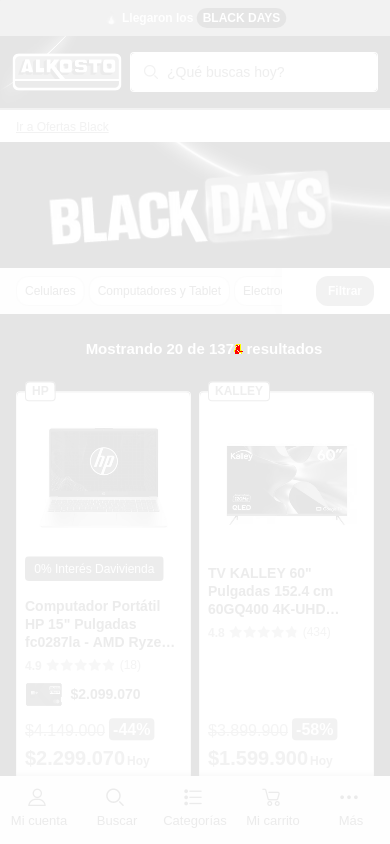 Llegaron los BLACK DAYS
ALKOSTO
¿Qué buscas hoy?
Ir a Ofertas Black
BLACK DAYS
Celulares
Computadores y Tablet
Filtrar
Mostrando 20 de resultados
HP
KALLEY
hp
Kalley
60"
QLED
0% Interés Davivienda
Computador Portátil
HP 15" Pulgadas
fc0287la - AMD Ryze...
4.9 (18)
$2.099.070
$4.149.000 -44%
$2.299.070 Hoy
TV KALLEY 60"
Pulgadas 152.4 cm
60GQ400 4K-UHD...
4.8 (434)
$3.899.900 -58%
$1.599.900 Hoy
Mi cuenta
Buscar
Categorías
Mi carrito
Más